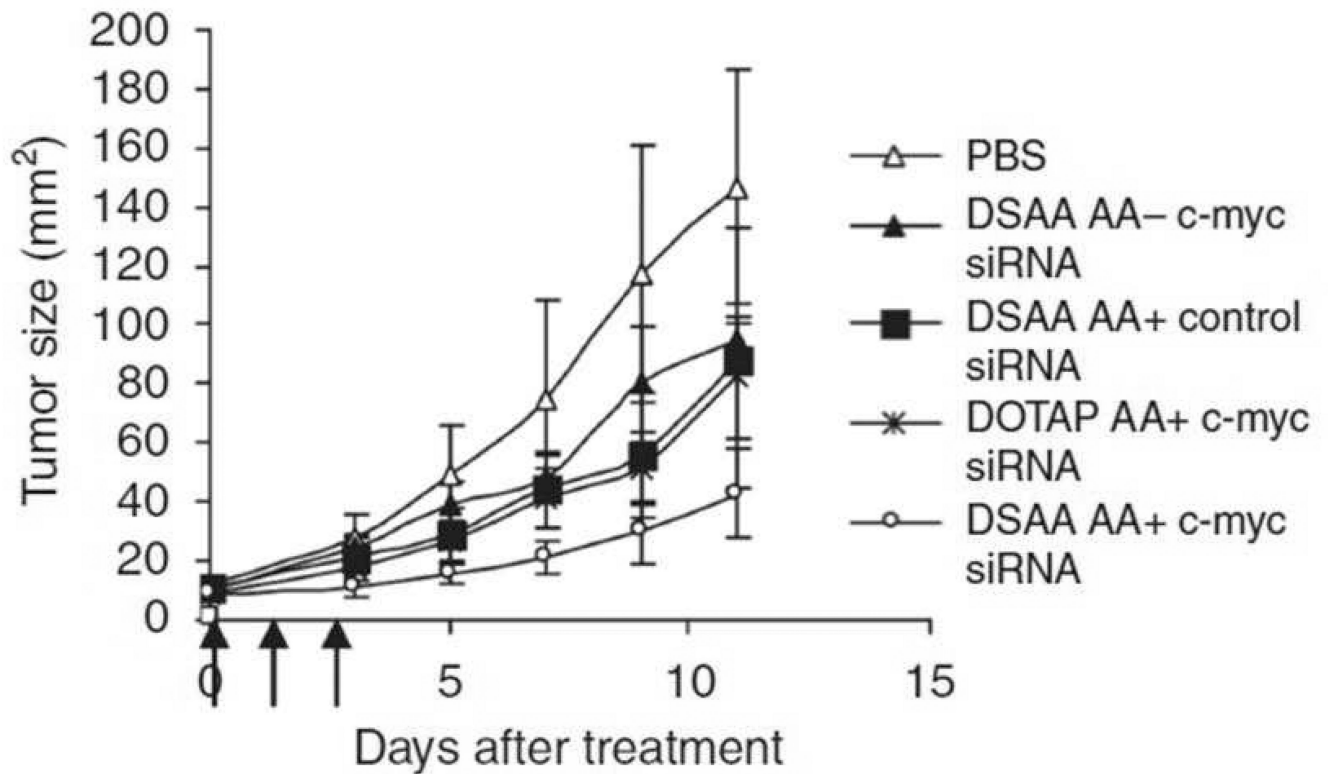 200
180
160
140
120
100
80
60
40
20
0
Tumor size (mm²)
0 5 10 15
Days after treatment
PBS
DSAA AA– c-myc
siRNA
DSAA AA+ control
siRNA
DOTAP AA+ c-myc
siRNA
DSAA AA+ c-myc
siRNA